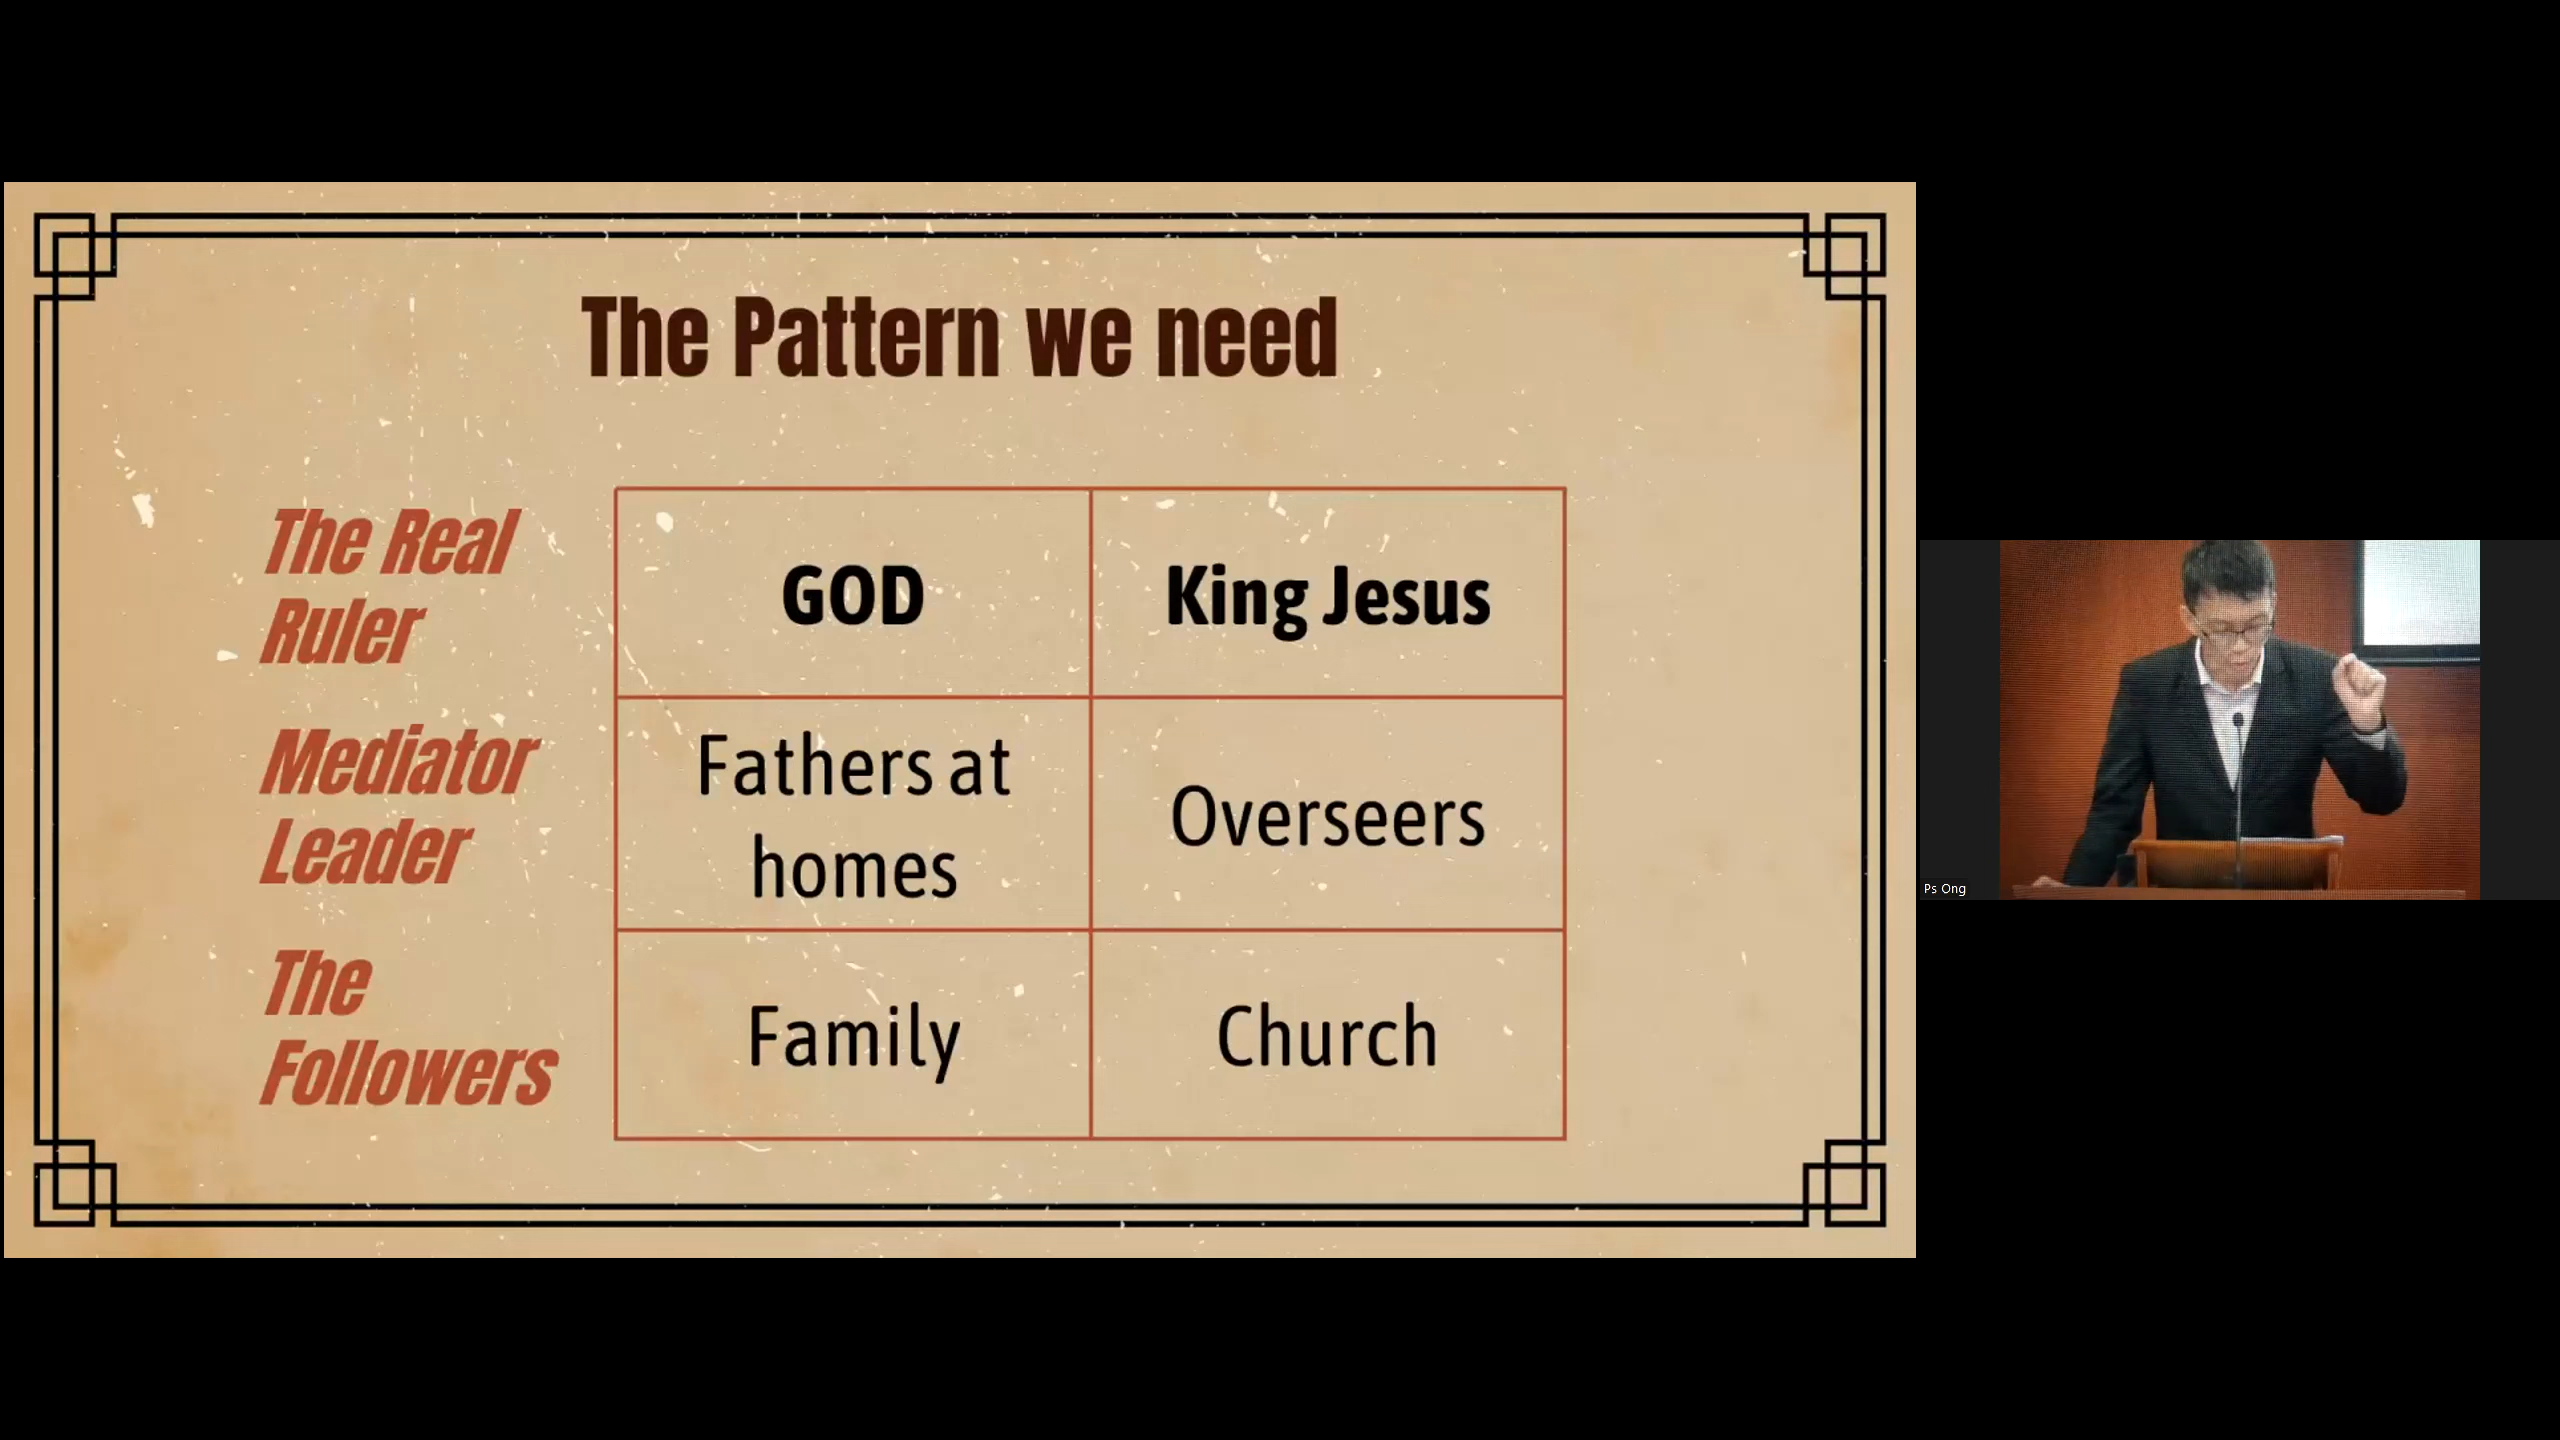 The Pattern we need
The Real
Ruler
GOD
King Jesus
Mediator
Leader
Fathers at
homes
Overseers
The
Followers
Family
Church
Ps Ong